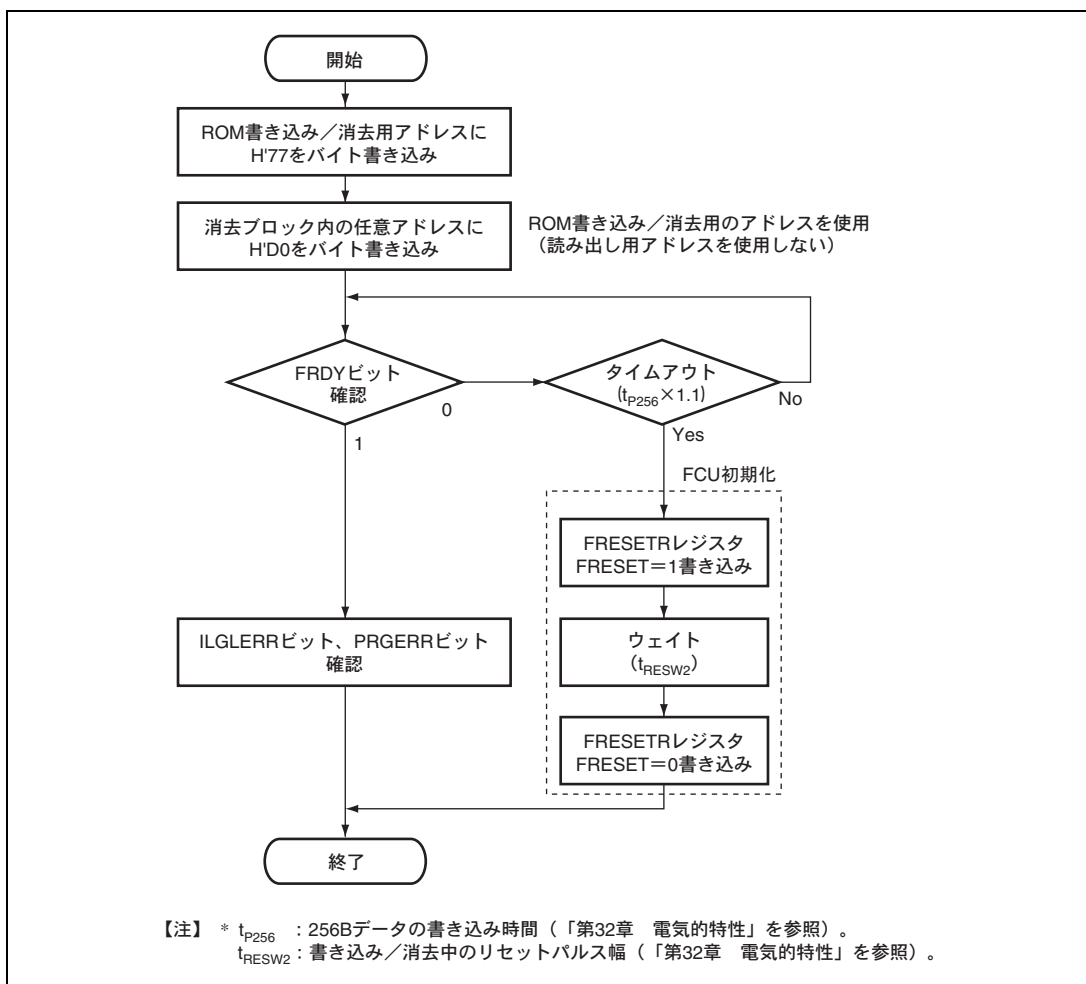 開始
ROM書き込み／消去用アドレスに
H'77をバイト書き込み
消去ブロック内の任意アドレスに
H'D0をバイト書き込み
ROM書き込み／消去用のアドレスを使用
（読み出し用アドレスを使用しない）
FRDYビット
確認
0
1
タイムアウト
(tP256×1.1)
No
Yes
FCU初期化
FRESETRレジスタ
FRESET＝1書き込み
ウェイト
（tRESW2）
FRESETRレジスタ
FRESET＝0書き込み
ILGLERRビット、PRGERRビット
確認
終了
【注】 * tP256 ：256Bデータの書き込み時間（「第32章　電気的特性」を参照）。
tRESW2：書き込み／消去中のリセットパルス幅（「第32章　電気的特性」を参照）。